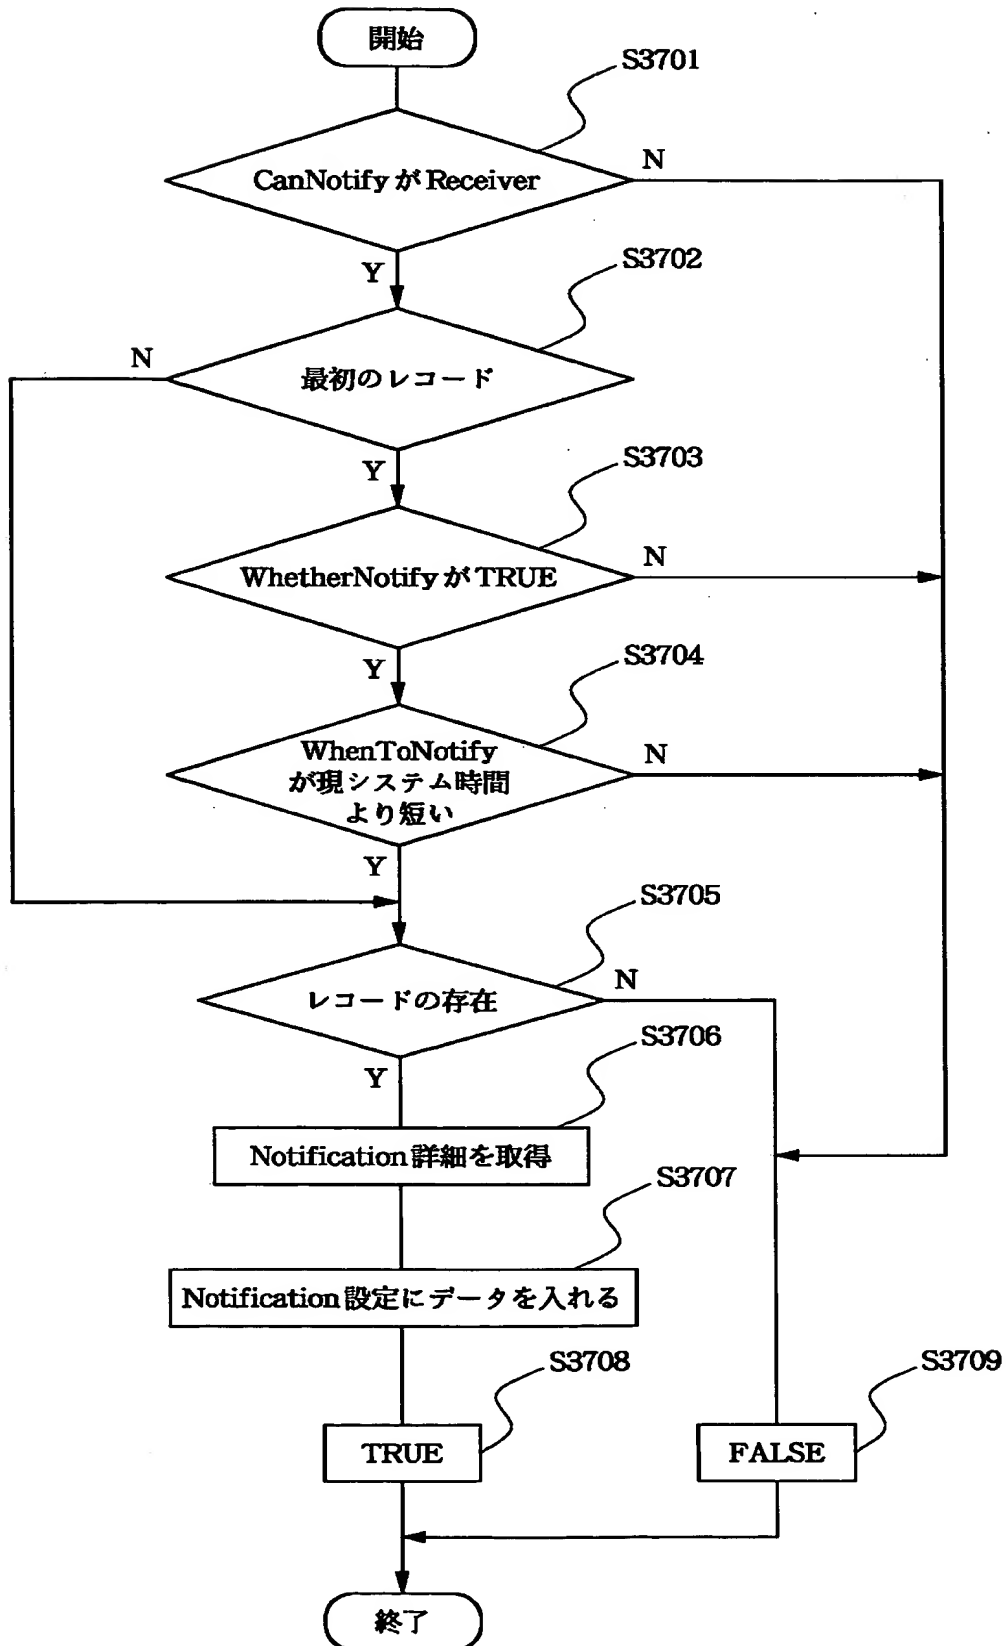 開始
S3701
CanNotifyがReceiver
N
Y
S3702
N
最初のレコード
Y
S3703
WhetherNotifyがTRUE
N
Y
S3704
WhenToNotify
が現システム時間
より短い
N
Y
S3705
レコードの存在
N
Y
S3706
Notification詳細を取得
S3707
Notification設定にデータを入れる
S3708
TRUE
S3709
FALSE
終了